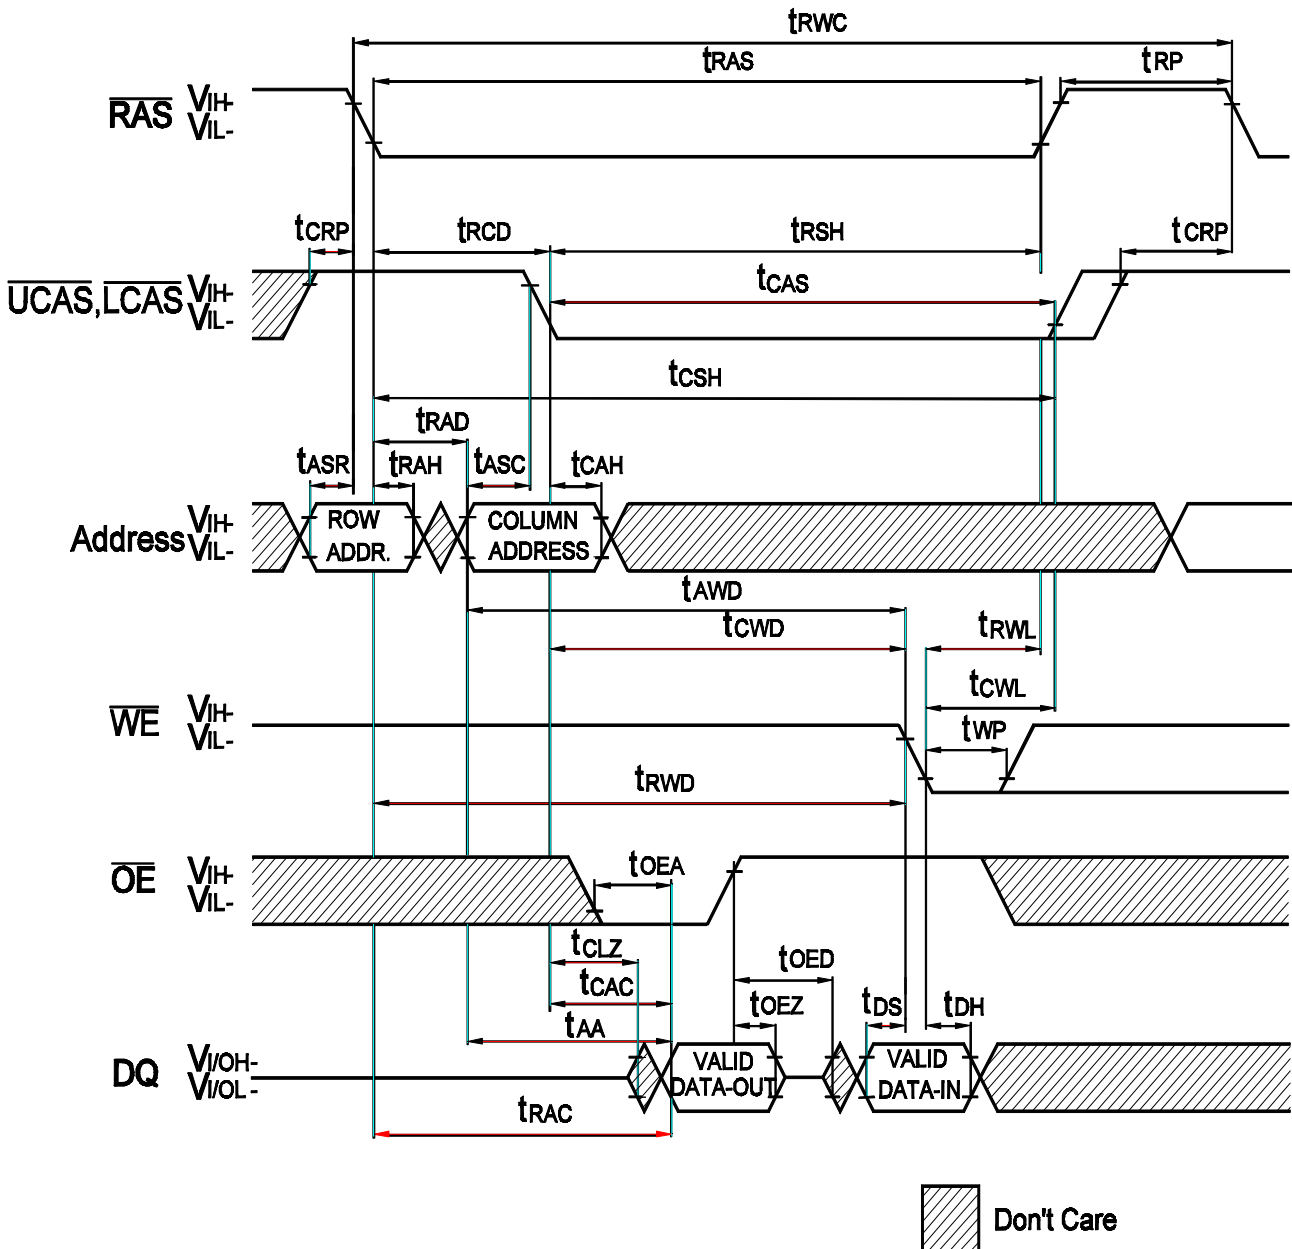 tRWC
tRAS
tRP
RAS VIH-
VIL-
tCRP
tRCD
tRSH
tCRP
UCAS, LCAS VIH-
VIL-
tCAS
tCSH
tRAD
tASR
tRAH
tASC
tCAH
Address VIH-
VIL-
ROW
ADDR.
COLUMN
ADDRESS
tAWD
tCWD
tRWL
tCWL
WE VIH-
VIL-
tWP
tRWD
OE VIH-
VIL-
tOEA
tCLZ
tOED
tCAC
tOEZ
tDS
tDH
tAA
DQ VI/OH-
VI/OL-
VALID
DATA-OUT
VALID
DATA-IN
tRAC
Don't Care